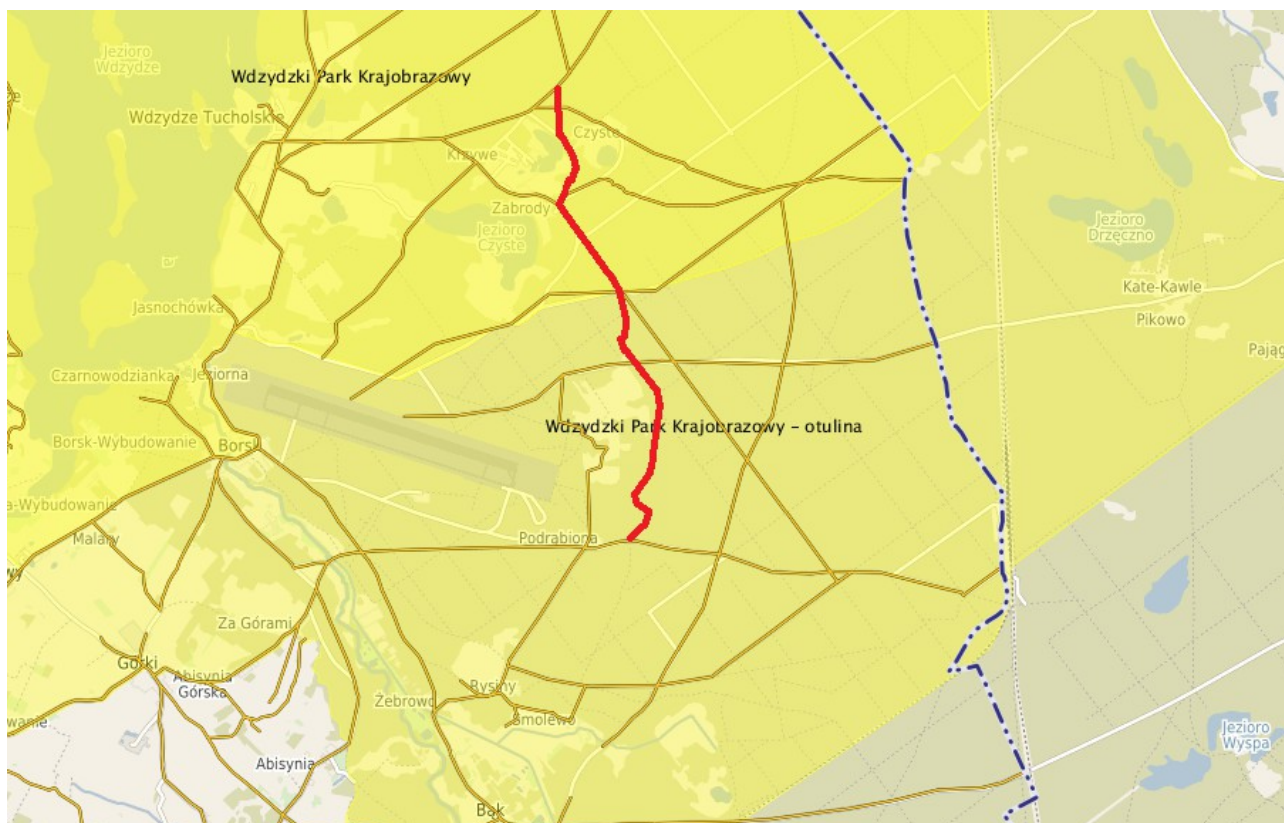 Jezioro
Wdzydze
Wdzydzki Park Krajobrazowy
Wdzydze Tucholskie
Czyste
Krzywe
Zabrody
Jezioro
Czyste
Jezioro
Drzęczno
Kate-Kawle
Pikowo
Jasnochówka
Czarnowodzianka
Jeziorna
Wdzydzki Park Krajobrazowy – otulina
Borsk-Wybudowanie
Borsk
a-Wybudowanie
Malary
Podrąbiona
Za Górami
Górki
Abisynia
Górska
Żebrowo
Rysiny
Smolewo
Jezioro
Wyspa
Abisynia
Bąk